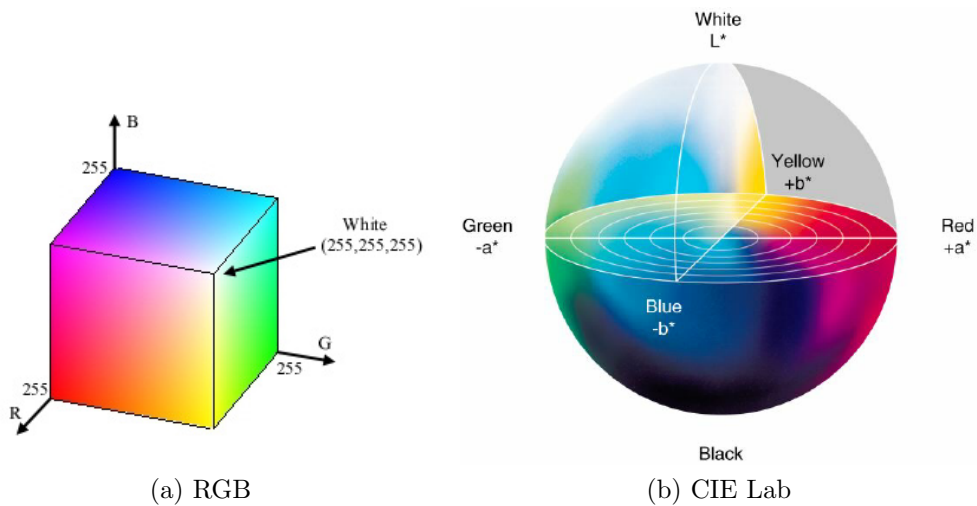 B
255
White
(255,255,255)
G
255
255
R
(a) RGB
White
L*
Yellow
+b*
Green
-a*
Red
+a*
Blue
-b*
Black
(b) CIE Lab